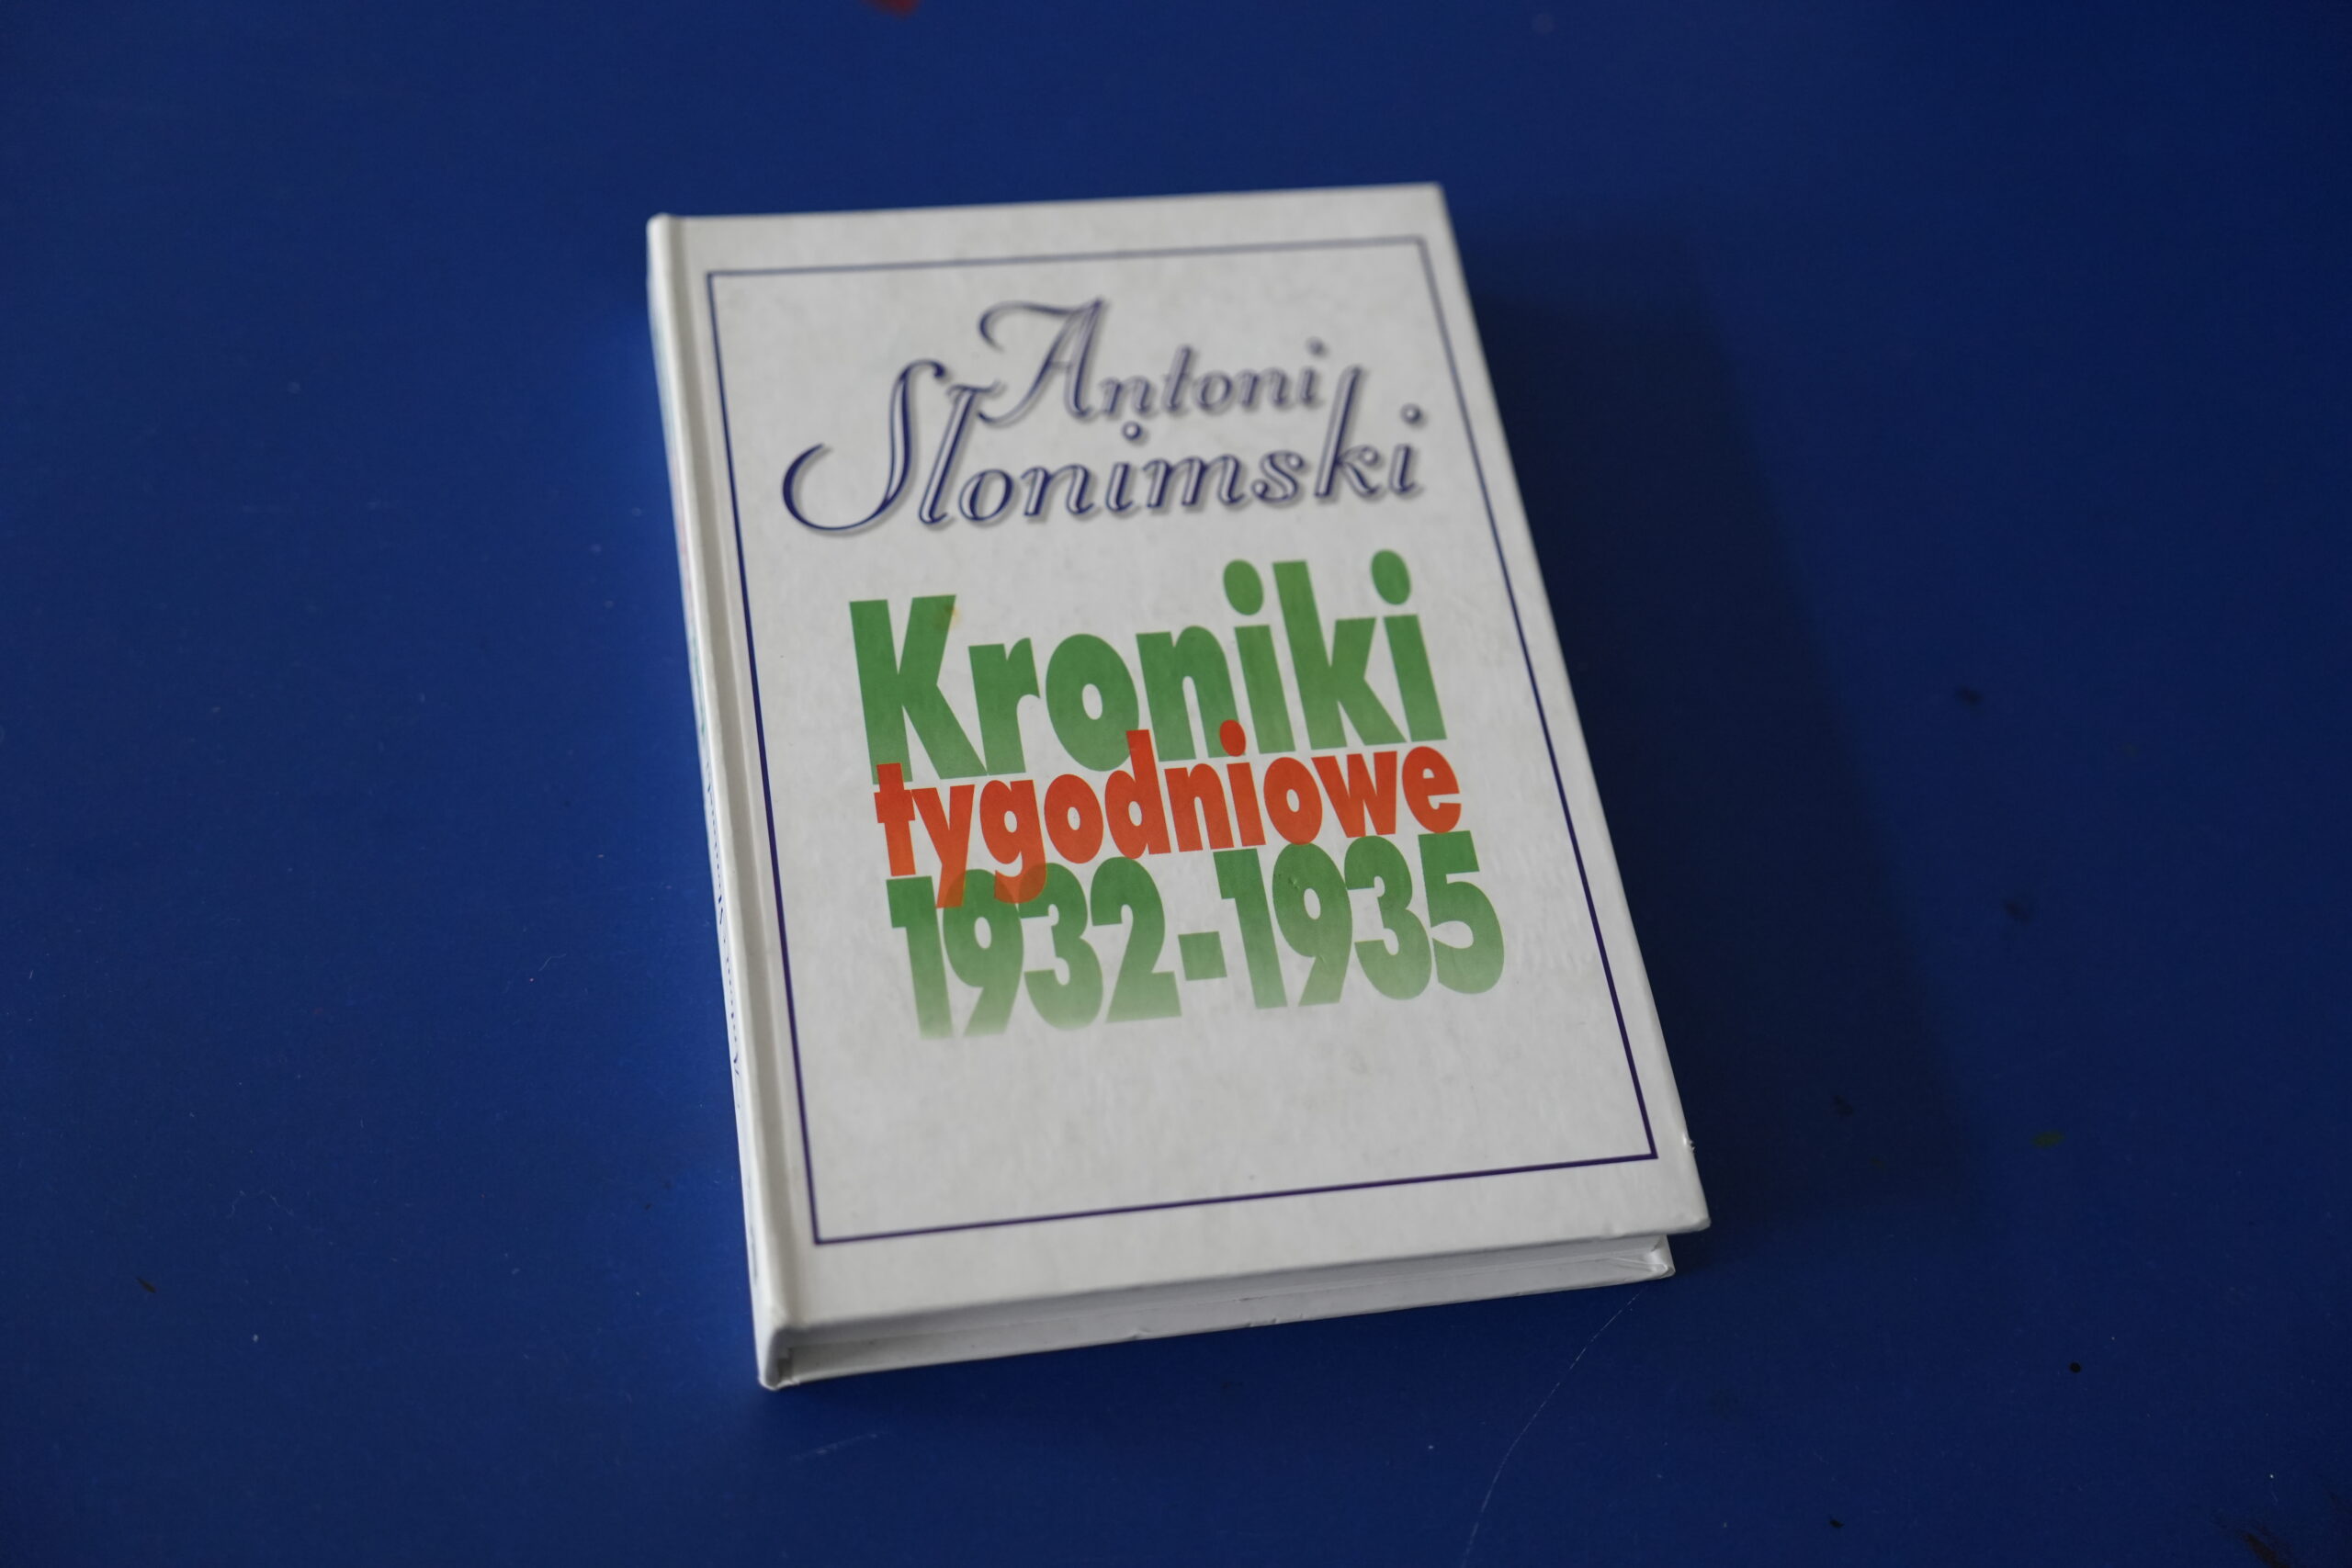 Antoni
Słonimski
Kroniki
tygodniowe
1932-1935